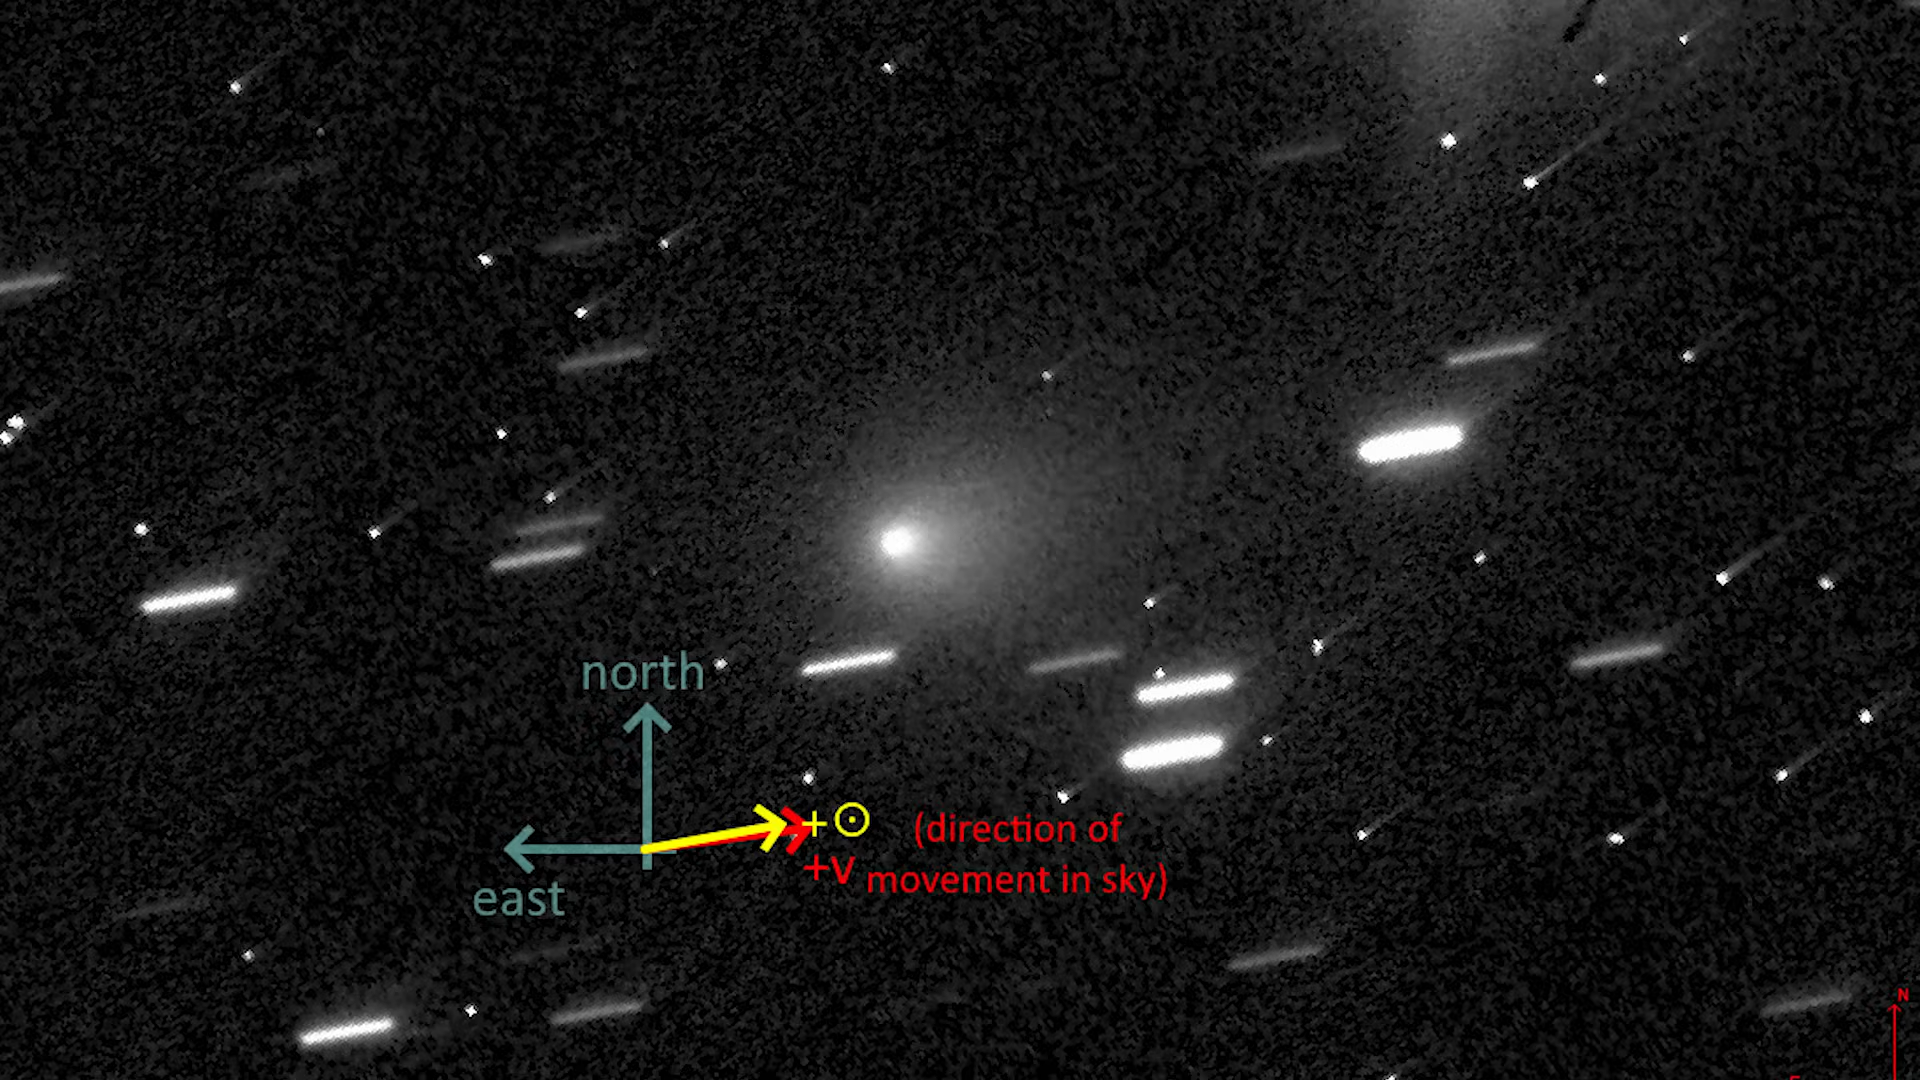 north
+☉ (direction of
+v movement in sky)
east
N
E